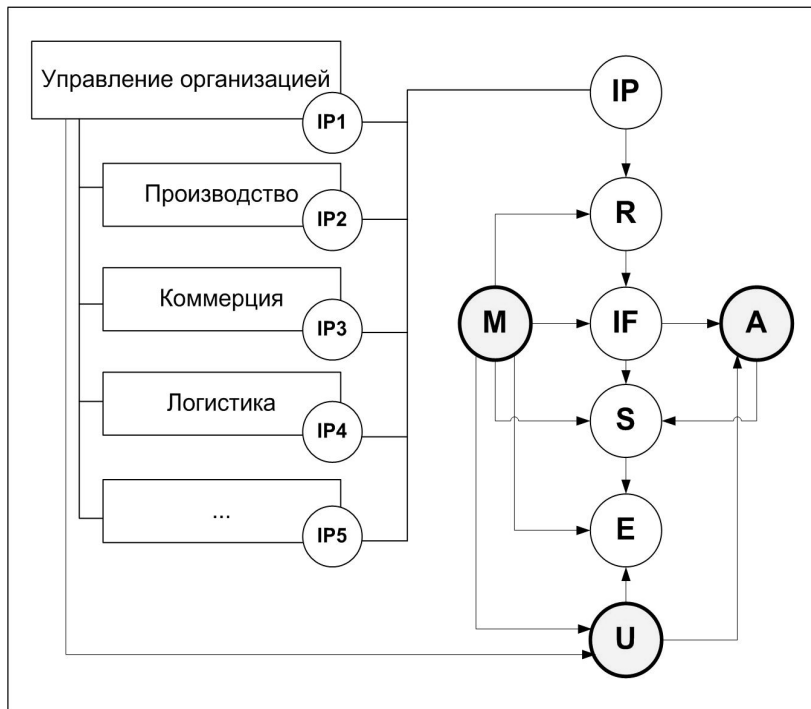 Управление организацией
IP1
Производство
IP2
Коммерция
IP3
Логистика
IP4
...
IP5
IP
R
M
IF
A
S
E
U